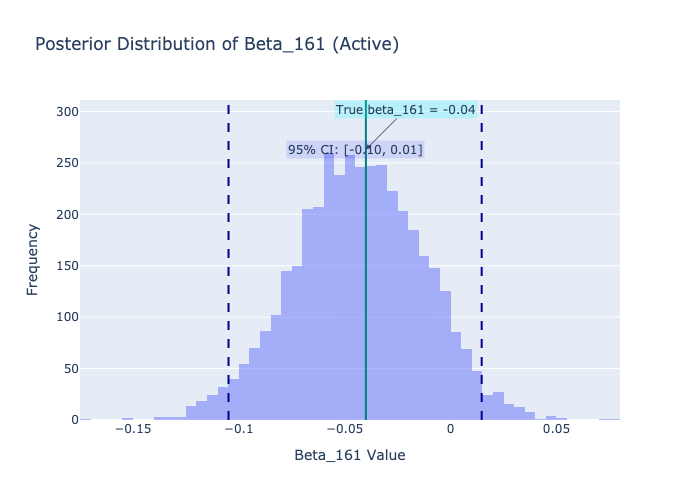 Posterior Distribution of Beta_161 (Active)
True beta_161 = -0.04
95% CI: [-0.10, 0.01]
Frequency
300
250
200
150
100
50
0
−0.15
−0.1
−0.05
0
0.05
Beta_161 Value